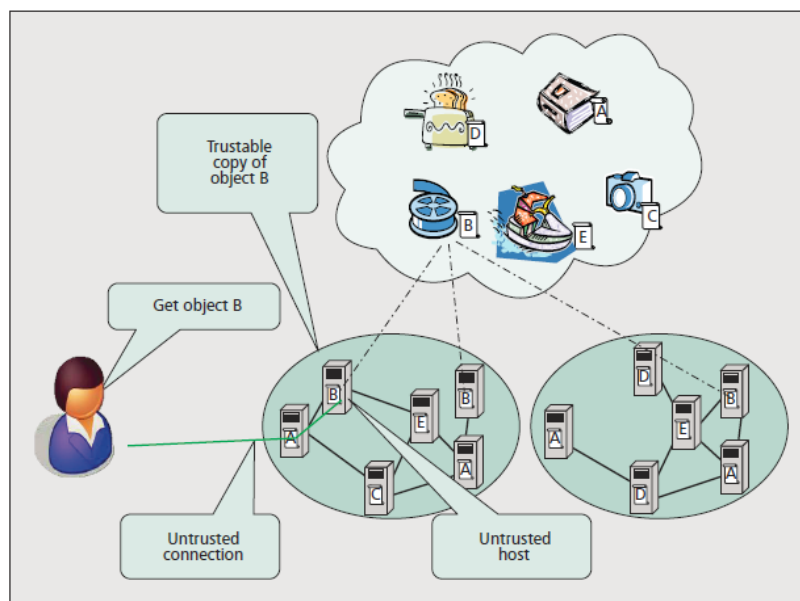 D
A
Trustable
copy of
object B
B
E
C
Get object B
B
A
E
B
C
A
D
B
A
E
D
A
Untrusted
connection
Untrusted
host